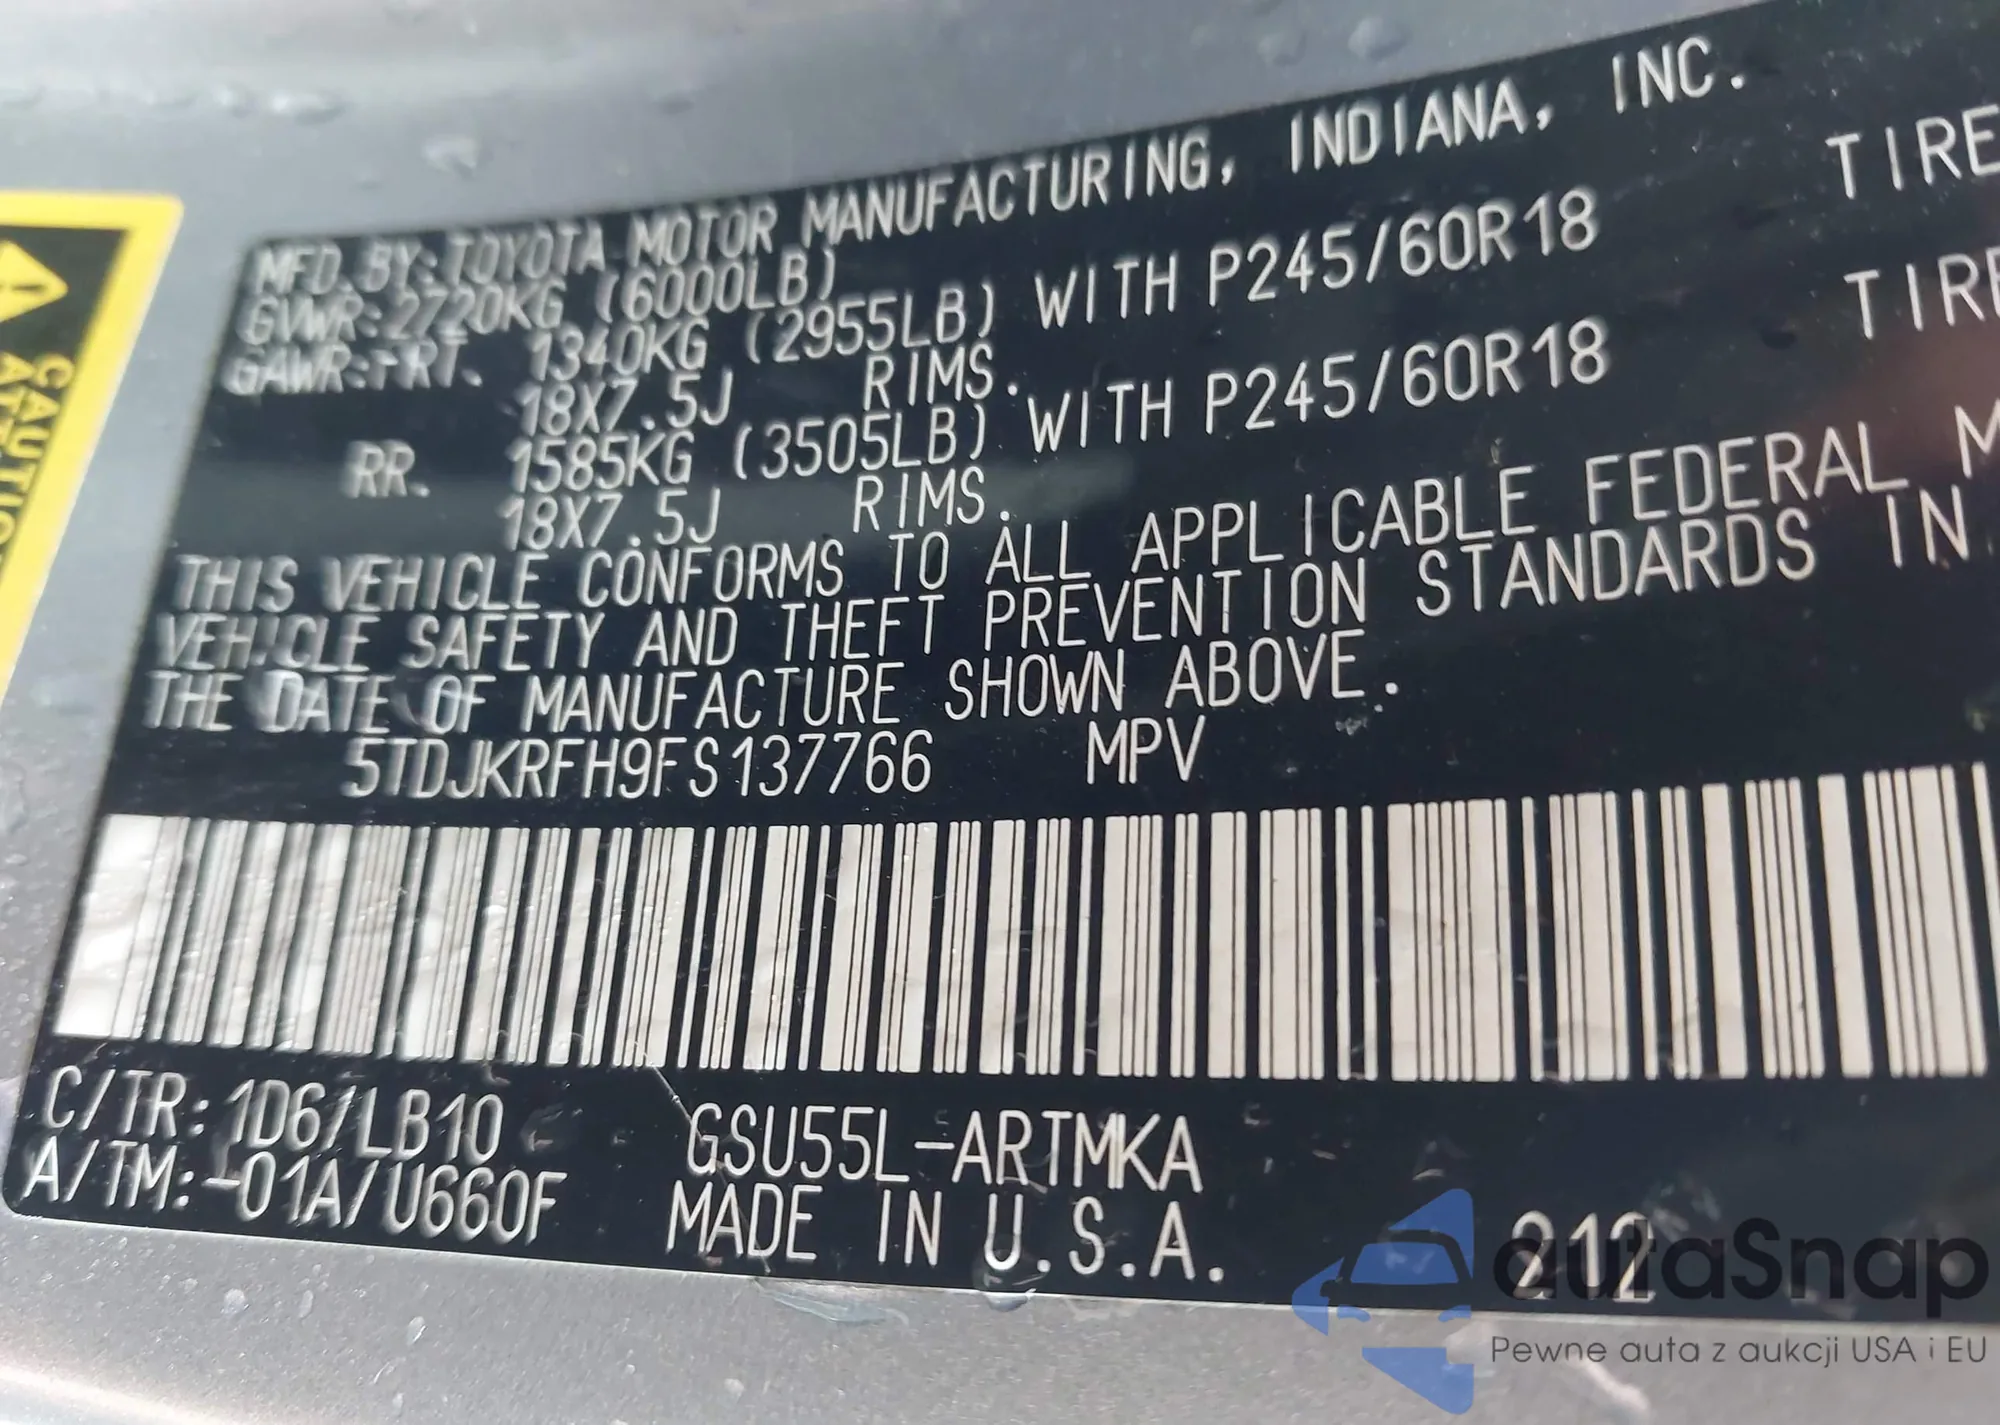 MFD. BY: TOYOTA MOTOR MANUFACTURING, INDIANA, INC.
GVWR: 2720KG (6000LB)
GAWR: FRT. 1340KG (2955LB) WITH P245/60R18 TIRE
18X7.5J RIMS.
RR. 1585KG (3505LB) WITH P245/60R18 TIRE
18X7.5J RIMS.
THIS VEHICLE CONFORMS TO ALL APPLICABLE FEDERAL M
VEHICLE SAFETY AND THEFT PREVENTION STANDARDS IN
THE DATE OF MANUFACTURE SHOWN ABOVE.
5TDJKRFH9FS137766 MPV
C/TR: 1D6/LB10 GSU55L-ARTMKA
A/TM: -01A/U660F MADE IN U.S.A. 212
CAUTION
autaSnap
Pewne auta z aukcji USA i EU